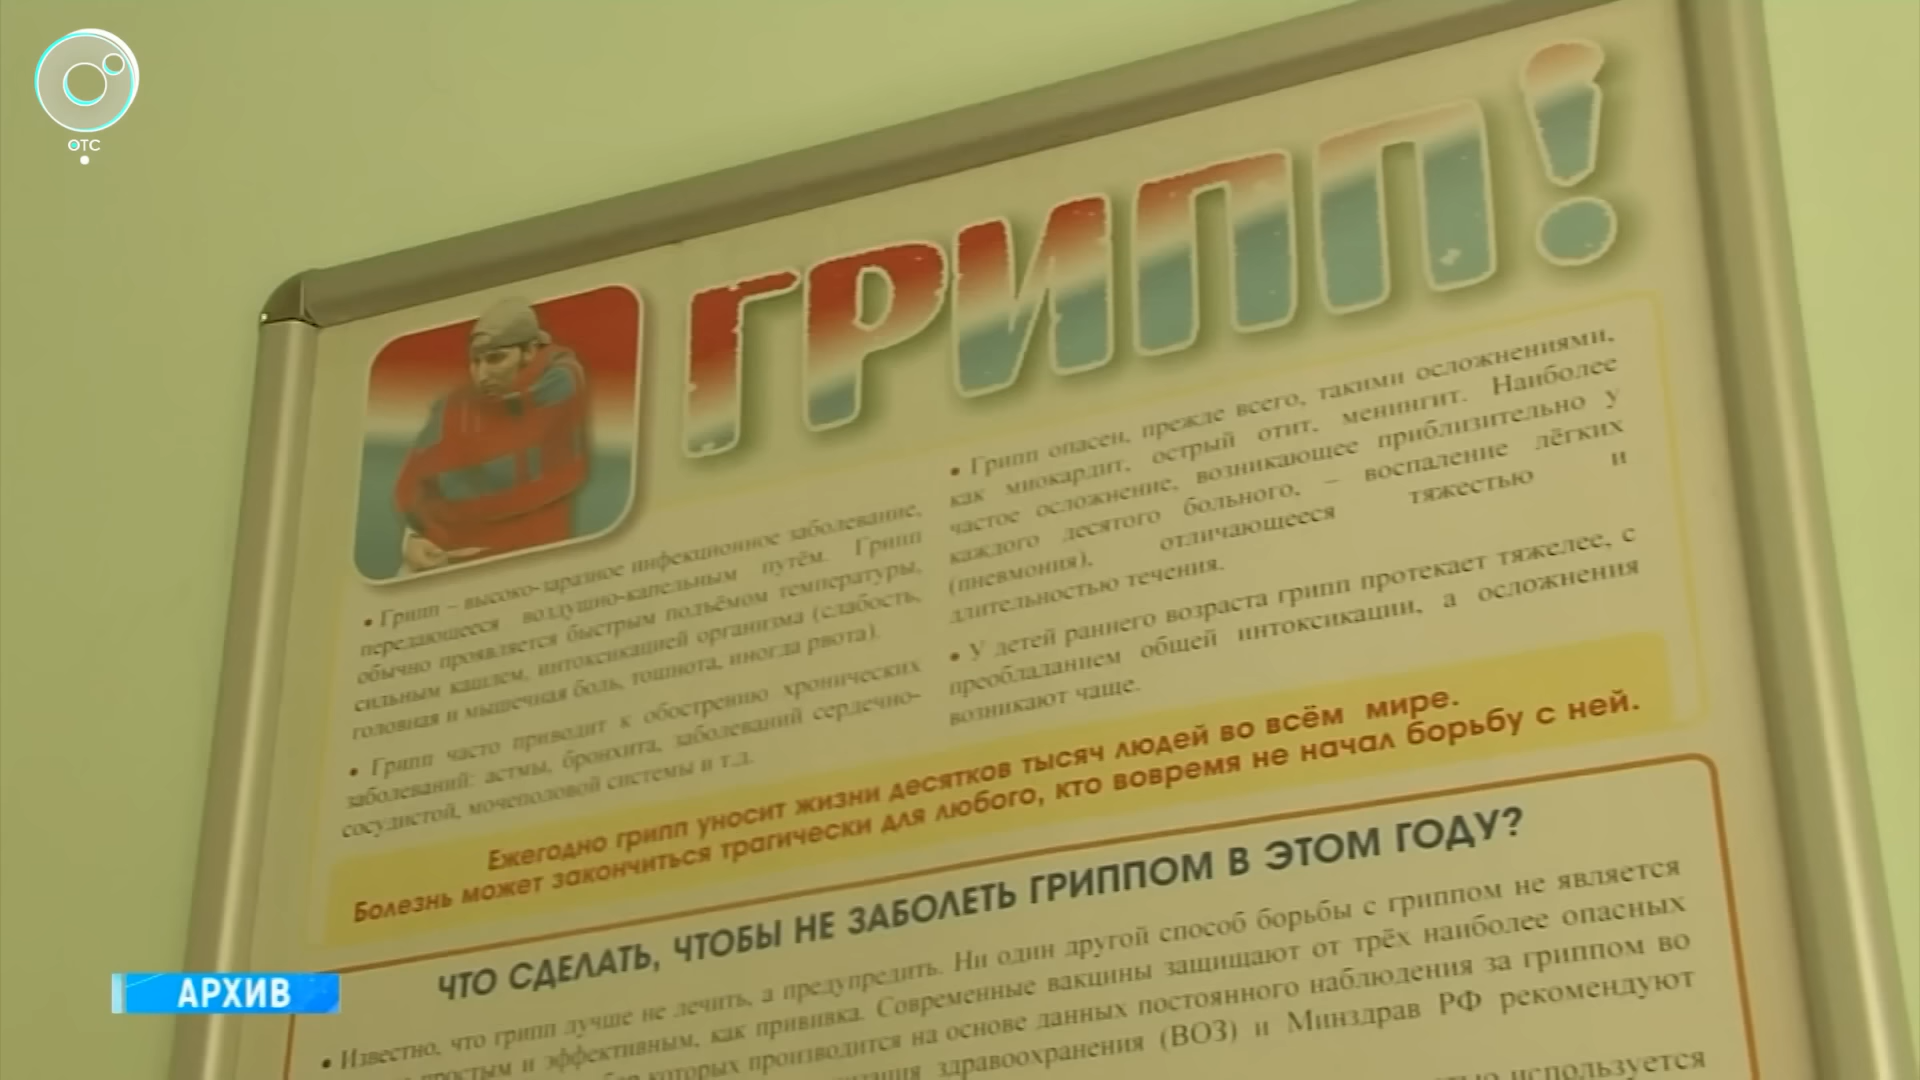 ОТС
ГРИПП!
• Грипп – высоко-заразное инфекционное заболевание,
передающееся воздушно-капельным путём. Грипп
обычно проявляется быстрым подъёмом температуры,
сильным кашлем, интоксикацией организма (слабость,
головная и мышечная боль, тошнота, иногда рвота).
• Грипп часто приводит к обострению хронических
заболеваний: астмы, бронхита, заболеваний сердечно-
сосудистой, мочеполовой системы и т.д.
• Грипп опасен, прежде всего, такими осложнениями,
как миокардит, острый отит, менингит. Наиболее
частое осложнение, возникающее приблизительно у
каждого десятого больного, – воспаление лёгких
(пневмония), отличающееся тяжестью и
длительностью течения.
• У детей раннего возраста грипп протекает тяжелее, с
преобладанием общей интоксикации, а осложнения
возникают чаще.
Ежегодно грипп уносит жизни десятков тысяч людей во всём мире.
Болезнь может закончиться трагически для любого, кто вовремя не начал борьбу с ней.
ЧТО СДЕЛАТЬ, ЧТОБЫ НЕ ЗАБОЛЕТЬ ГРИППОМ В ЭТОМ ГОДУ?
• Известно, что грипп лучше не лечить, а предупредить. Ни один другой способ борьбы с гриппом не является
простым и эффективным, как прививка. Современные вакцины защищают от трёх наиболее опасных
которых производится на основе данных постоянного наблюдения за гриппом во
здравоохранения (ВОЗ) и Минздрав РФ рекомендуют
используется
АРХИВ